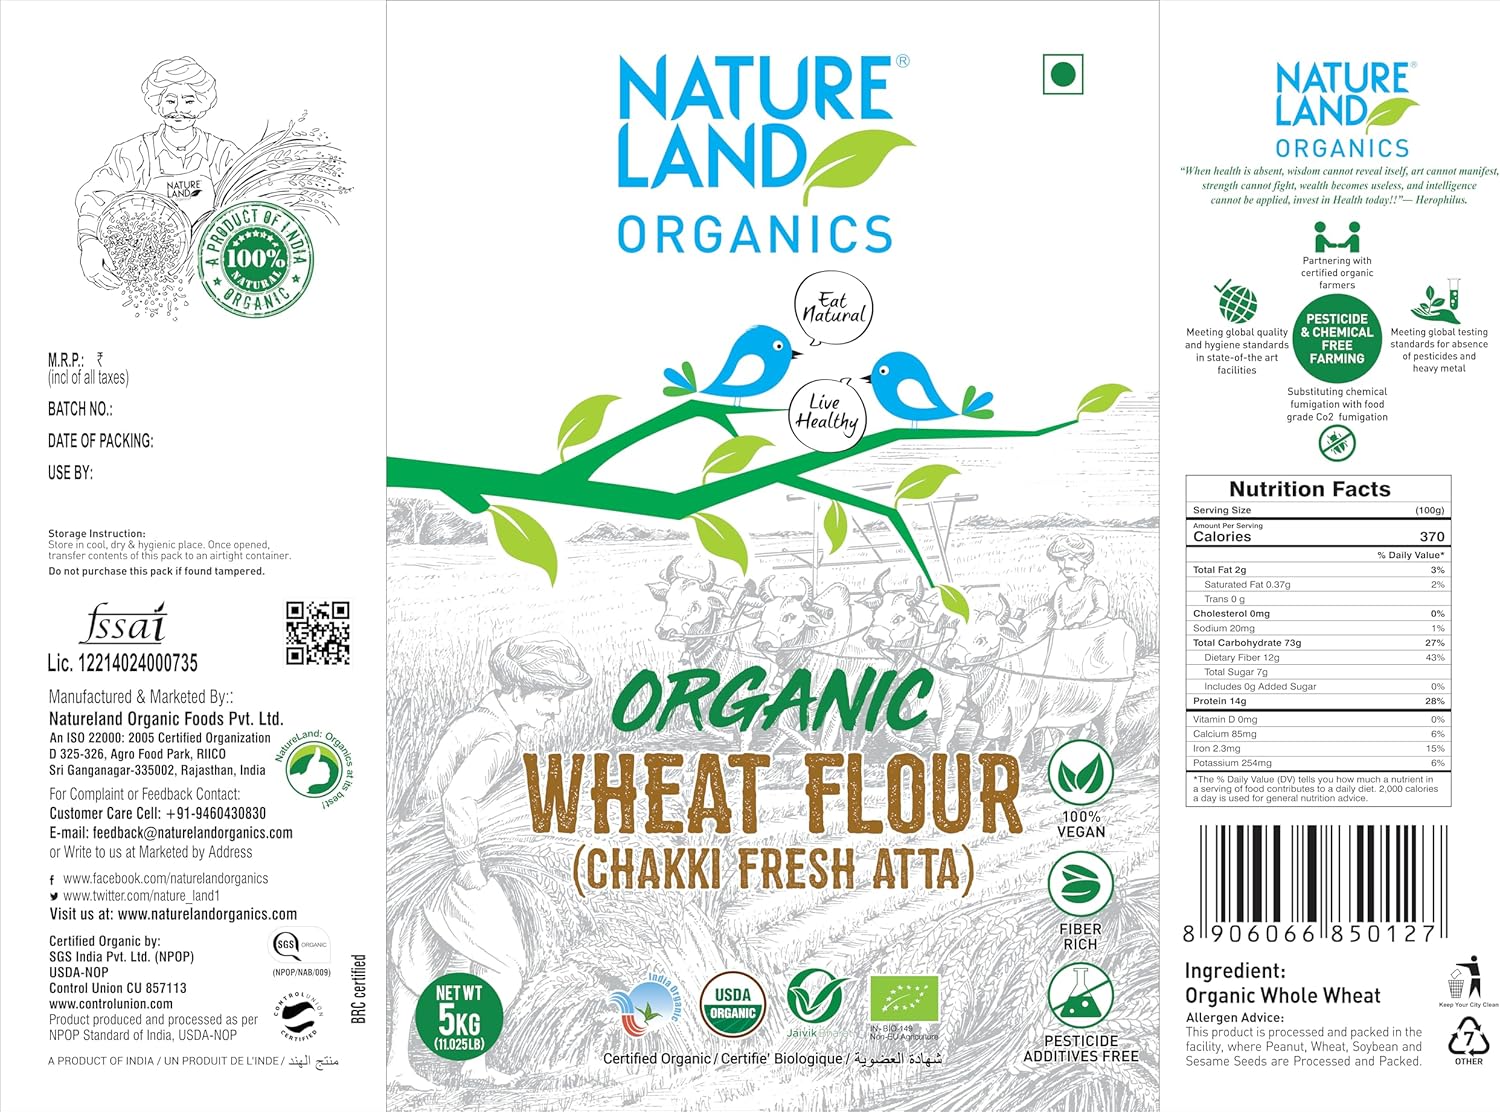 NATURE
LAND
A PRODUCT OF INDIA
100%
NATURAL
ORGANIC
M.R.P.: ₹
(incl of all taxes)
BATCH NO.:
DATE OF PACKING:
USE BY:
Storage Instruction:
Store in cool, dry & hygienic place. Once opened,
transfer contents of this pack to an airtight container.
Do not purchase this pack if found tampered.
fssai
Lic. 12214024000735
Manufactured & Marketed By::
Natureland Organic Foods Pvt. Ltd.
An ISO 22000: 2005 Certified Organization
D 325-326, Agro Food Park, RIICO
Sri Ganganagar-335002, Rajasthan, India
NatureLand: Organics at its best!
For Complaint or Feedback Contact:
Customer Care Cell: +91-9460430830
E-mail: feedback@naturelandorganics.com
or Write to us at Marketed by Address
f www.facebook.com/naturelandorganics
www.twitter.com/nature_land1
Visit us at: www.naturelandorganics.com
Certified Organic by:
SGS India Pvt. Ltd. (NPOP)
USDA-NOP
Control Union CU 857113
www.controlunion.com
Product produced and processed as per
NPOP Standard of India, USDA-NOP
SGS ORGANIC
(NPOP/NAB/009)
CONTROLUNION
CERTIFIED
BRC certified
A PRODUCT OF INDIA / UN PRODUIT DE L'INDE / منتج الهند
NATURE®
LAND
ORGANICS
Eat
Natural
Live
Healthy
ORGANIC
WHEAT FLOUR
(CHAKKI FRESH ATTA)
100%
VEGAN
FIBER
RICH
PESTICIDE
ADDITIVES FREE
NET WT
5KG
(11.025LB)
India Organic
USDA
ORGANIC
Jaivik Bharat
IN- BIO-149
Non-EU Agriculture
Certified Organic / Certifie' Biologique / شهادة العضوية
NATURE®
LAND
ORGANICS
“When health is absent, wisdom cannot reveal itself, art cannot manifest,
strength cannot fight, wealth becomes useless, and intelligence
cannot be applied, invest in Health today!!”— Herophilus.
Partnering with
certified organic
farmers
Meeting global quality
and hygiene standards
in state-of-the art
facilities
PESTICIDE
& CHEMICAL
FREE
FARMING
Meeting global testing
standards for absence
of pesticides and
heavy metal
Substituting chemical
fumigation with food
grade Co2 fumigation
Nutrition Facts
Serving Size (100g)
Amount Per Serving
Calories 370
% Daily Value*
Total Fat 2g 3%
Saturated Fat 0.37g 2%
Trans 0 g
Cholesterol 0mg 0%
Sodium 20mg 1%
Total Carbohydrate 73g 27%
Dietary Fiber 12g 43%
Total Sugar 7g
Includes 0g Added Sugar 0%
Protein 14g 28%
Vitamin D 0mg 0%
Calcium 85mg 6%
Iron 2.3mg 15%
Potassium 254mg 6%
*The % Daily Value (DV) tells you how much a nutrient in
a serving of food contributes to a daily diet. 2,000 calories
a day is used for general nutrition advice.
8 906066 850127
Ingredient:
Organic Whole Wheat
Keep Your City Clean
Allergen Advice:
This product is processed and packed in the
facility, where Peanut, Wheat, Soybean and
Sesame Seeds are Processed and Packed.
7
OTHER